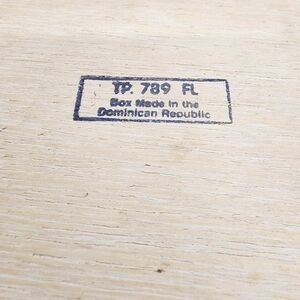 TP. 789 FL
Box Made in the
Dominican Republic